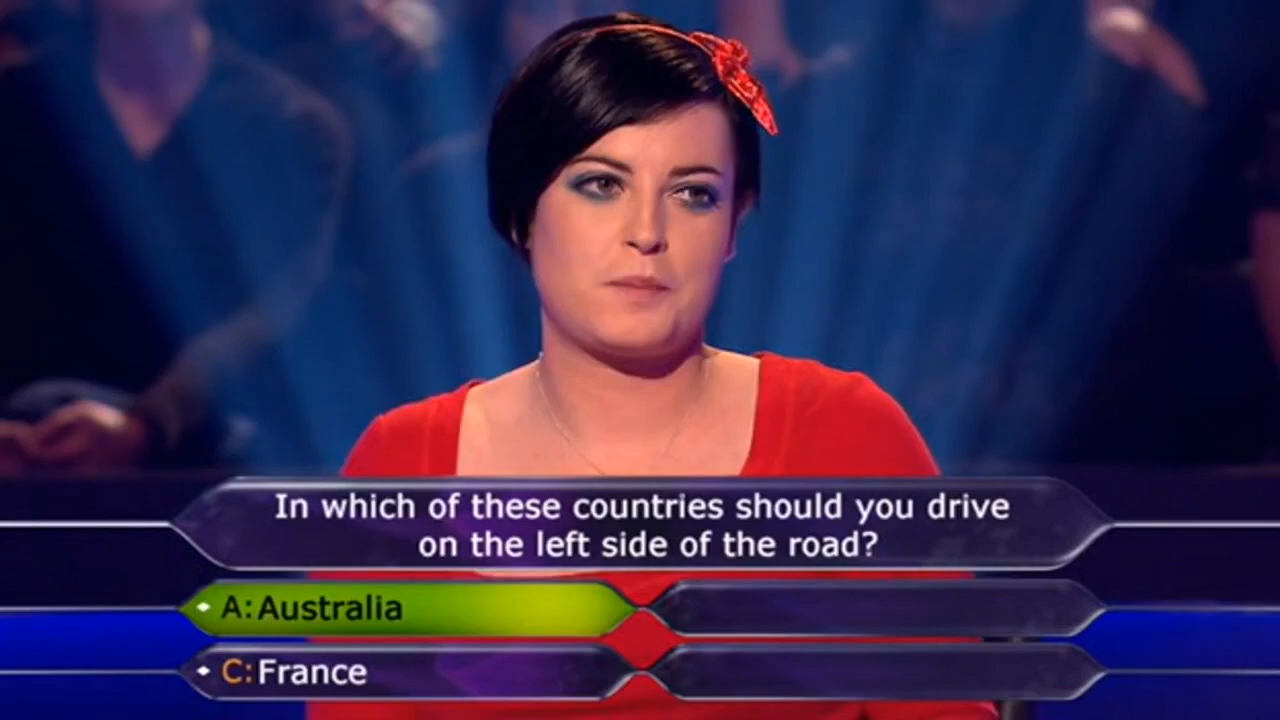 In which of these countries should you drive
on the left side of the road?
A: Australia
C: France